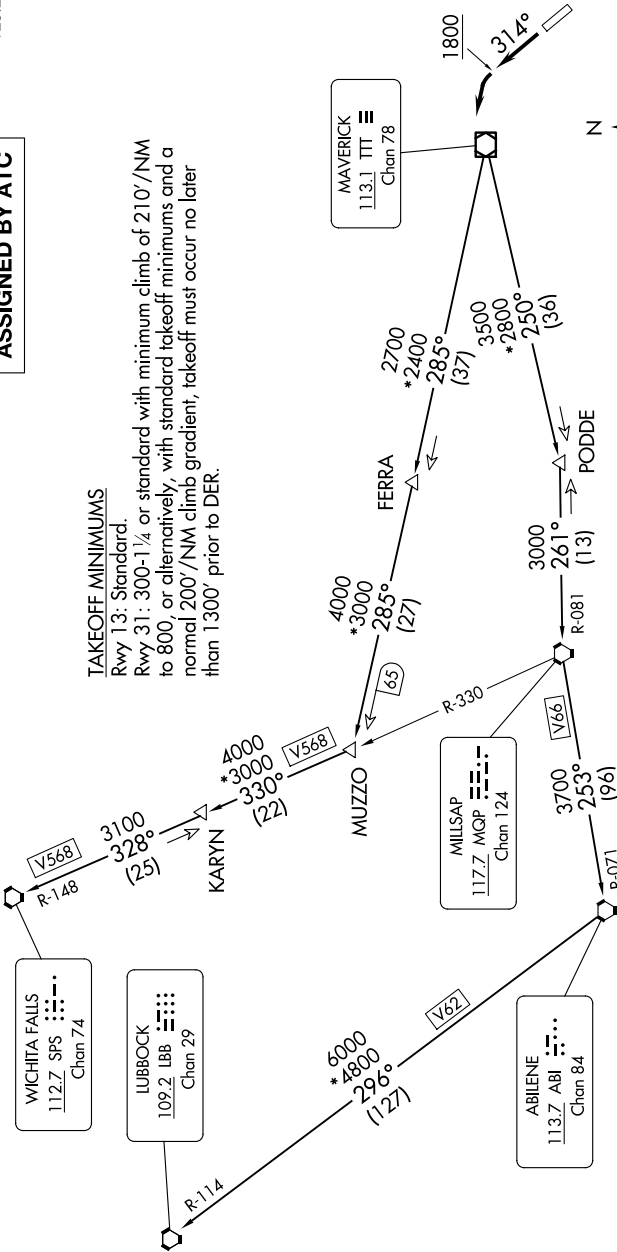 ASSIGNED BY ATC
TAKEOFF MINIMUMS
Rwy 13: Standard.
Rwy 31: 300-1¼ or standard with minimum climb of 210'/NM
to 800, or alternatively, with standard takeoff minimums and a
normal 200'/NM climb gradient, takeoff must occur no later
than 1300' prior to DER.
1800
314°
MAVERICK
113.1 TTT
Chan 78
N
2700
*2400
285°
(37)
3500
*2800
250°
(36)
FERRA
PODDE
4000
*3000
285°
(27)
3000
261°
(13)
R-081
65
R-330
MUZZO
V568
4000
*3000
330°
(22)
KARYN
3100
328°
(25)
V568
R-148
WICHITA FALLS
112.7 SPS
Chan 74
LUBBOCK
109.2 LBB
Chan 29
MILLSAP
117.7 MQP
Chan 124
V66
3700
253°
(96)
R-071
V62
6000
*4800
296°
(127)
R-114
ABILENE
113.7 ABI
Chan 84